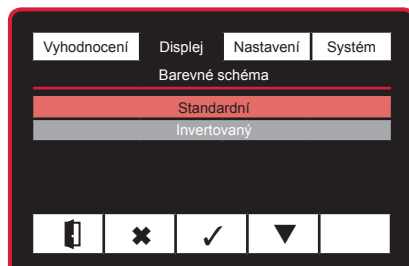 Vyhodnocení Displej Nastavení Systém
Barevné schéma
Standardní
Invertovaný